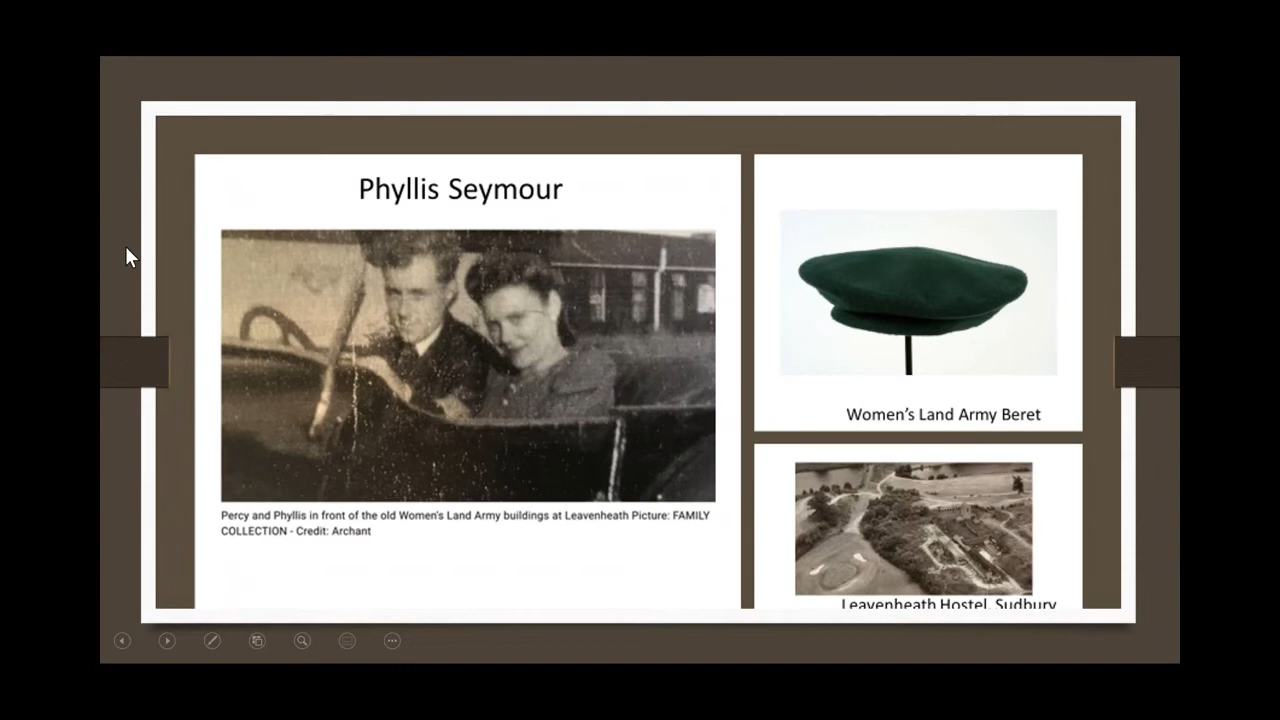 Phyllis Seymour
Percy and Phyllis in front of the old Women's Land Army buildings at Leavenheath Picture: FAMILY
COLLECTION - Credit: Archant
Women's Land Army Beret
Leavenheath Hostel, Sudbury